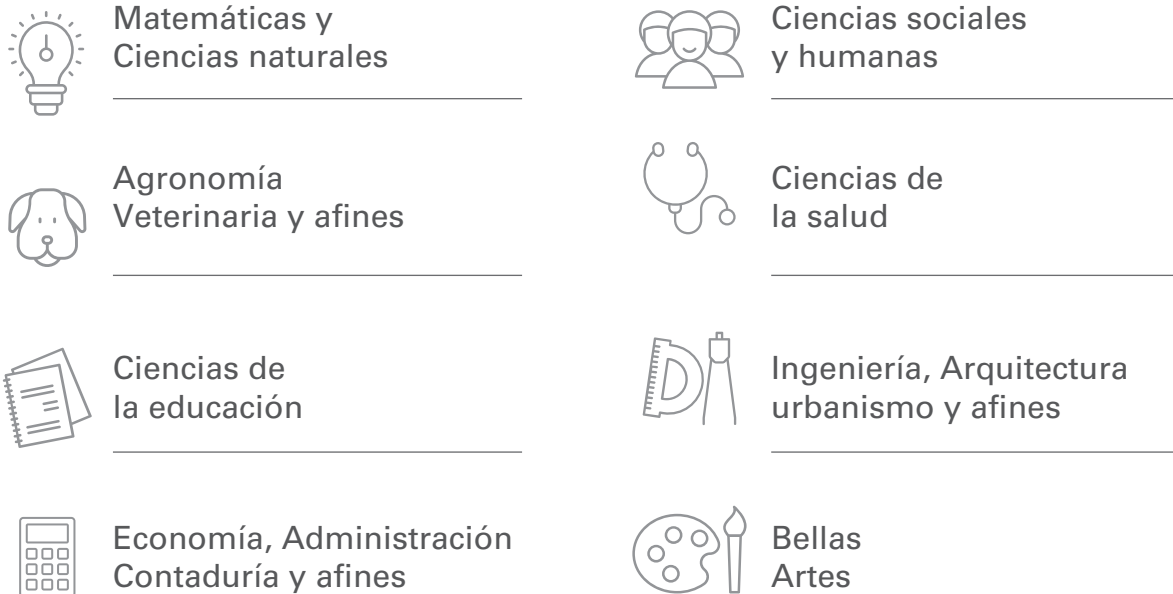 Matemáticas y
Ciencias naturales
Ciencias sociales
y humanas
Agronomía
Veterinaria y afines
Ciencias de
la salud
Ciencias de
la educación
Ingeniería, Arquitectura
urbanismo y afines
Economía, Administración
Contaduría y afines
Bellas
Artes